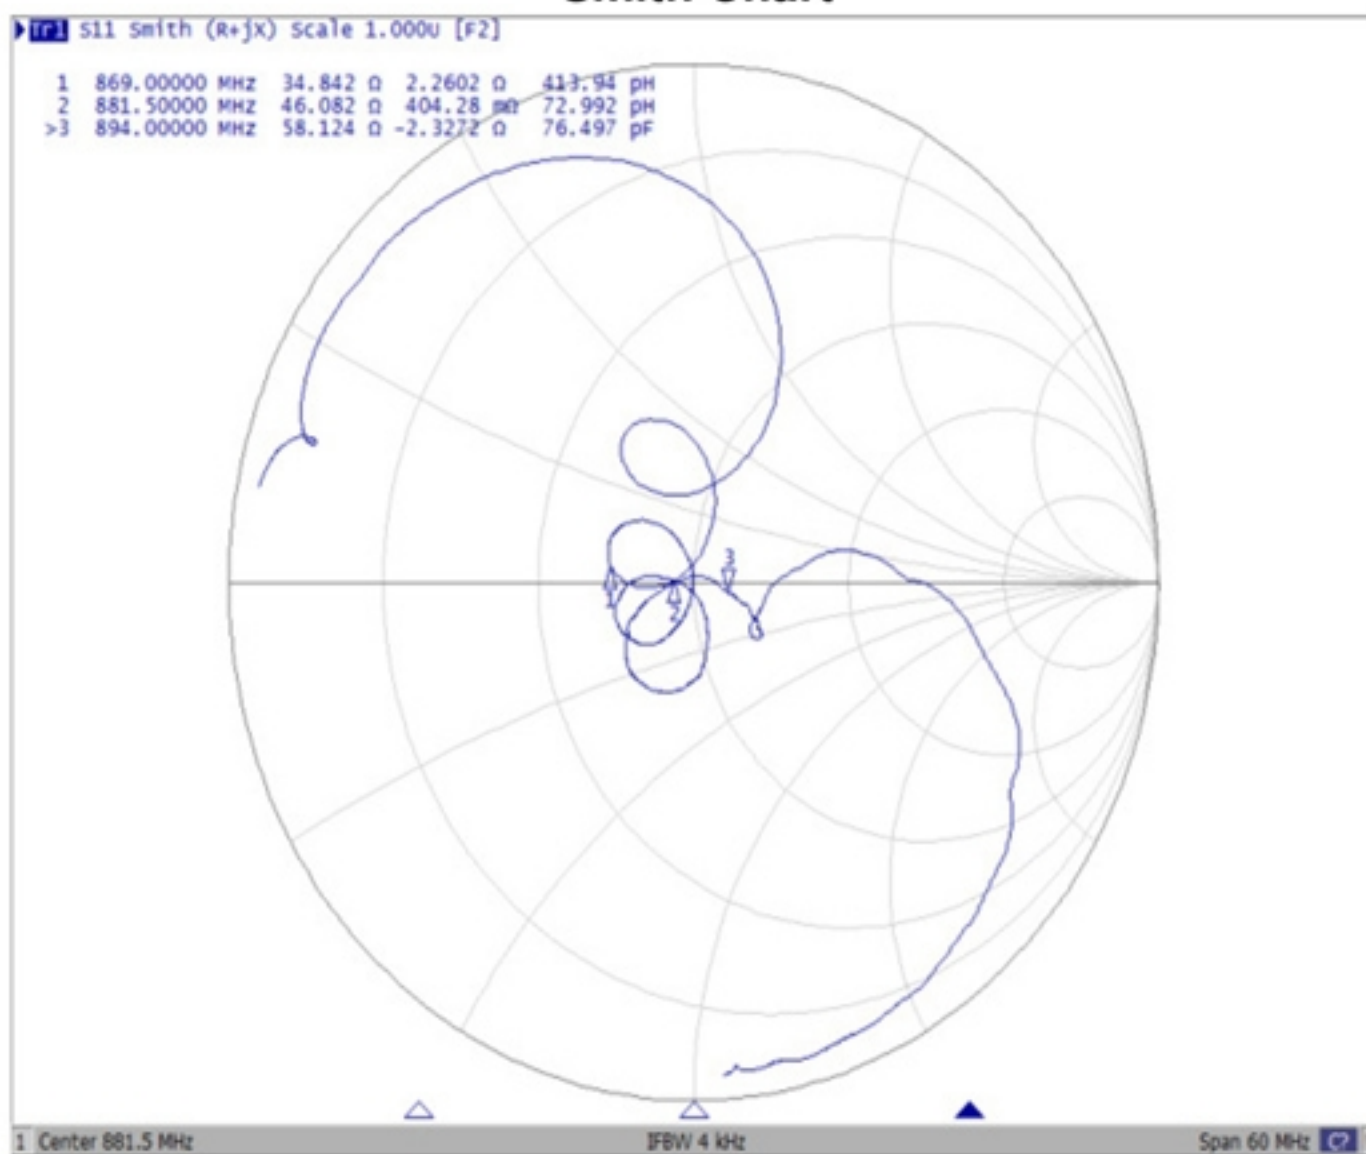 Tr1 S11 Smith (R+jX) Scale 1.000U [F2]
1 869.00000 MHz 34.842 Ω 2.2602 Ω 413.94 pH
2 881.50000 MHz 46.082 Ω 404.28 mΩ 72.992 pH
>3 894.00000 MHz 58.124 Ω -2.3272 Ω 76.497 pF
3
1
2
1 Center 881.5 MHz IFBW 4 kHz Span 60 MHz C?